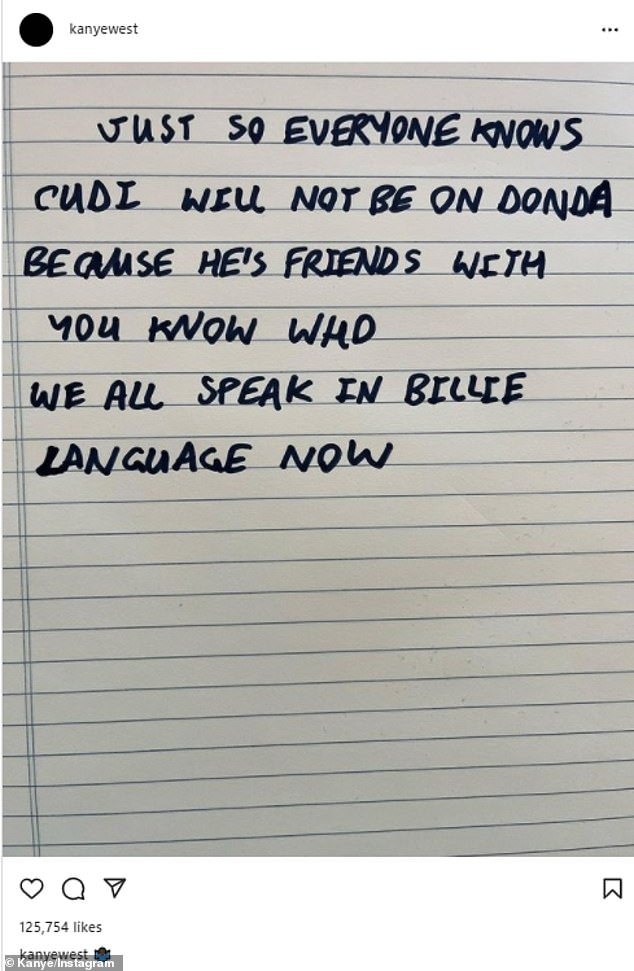 kanyewest
JUST SO EVERYONE KNOWS
CUDI WILL NOT BE ON DONDA
BECAUSE HE'S FRIENDS WITH
YOU KNOW WHO
WE ALL SPEAK IN BILLIE
LANGUAGE NOW
125,754 likes
kanyewest
© Kanye/Instagram